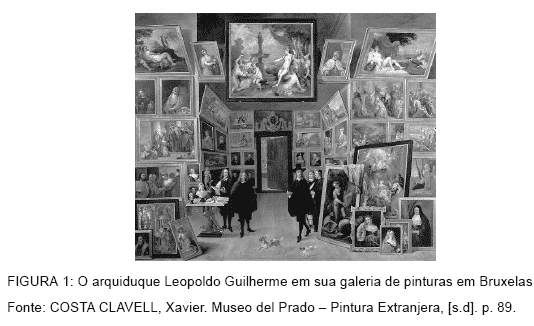 FIGURA 1: O arquiduque Leopoldo Guilherme em sua galeria de pinturas em Bruxelas
Fonte: COSTA CLAVELL, Xavier. Museo del Prado – Pintura Extranjera, [s.d]. p. 89.